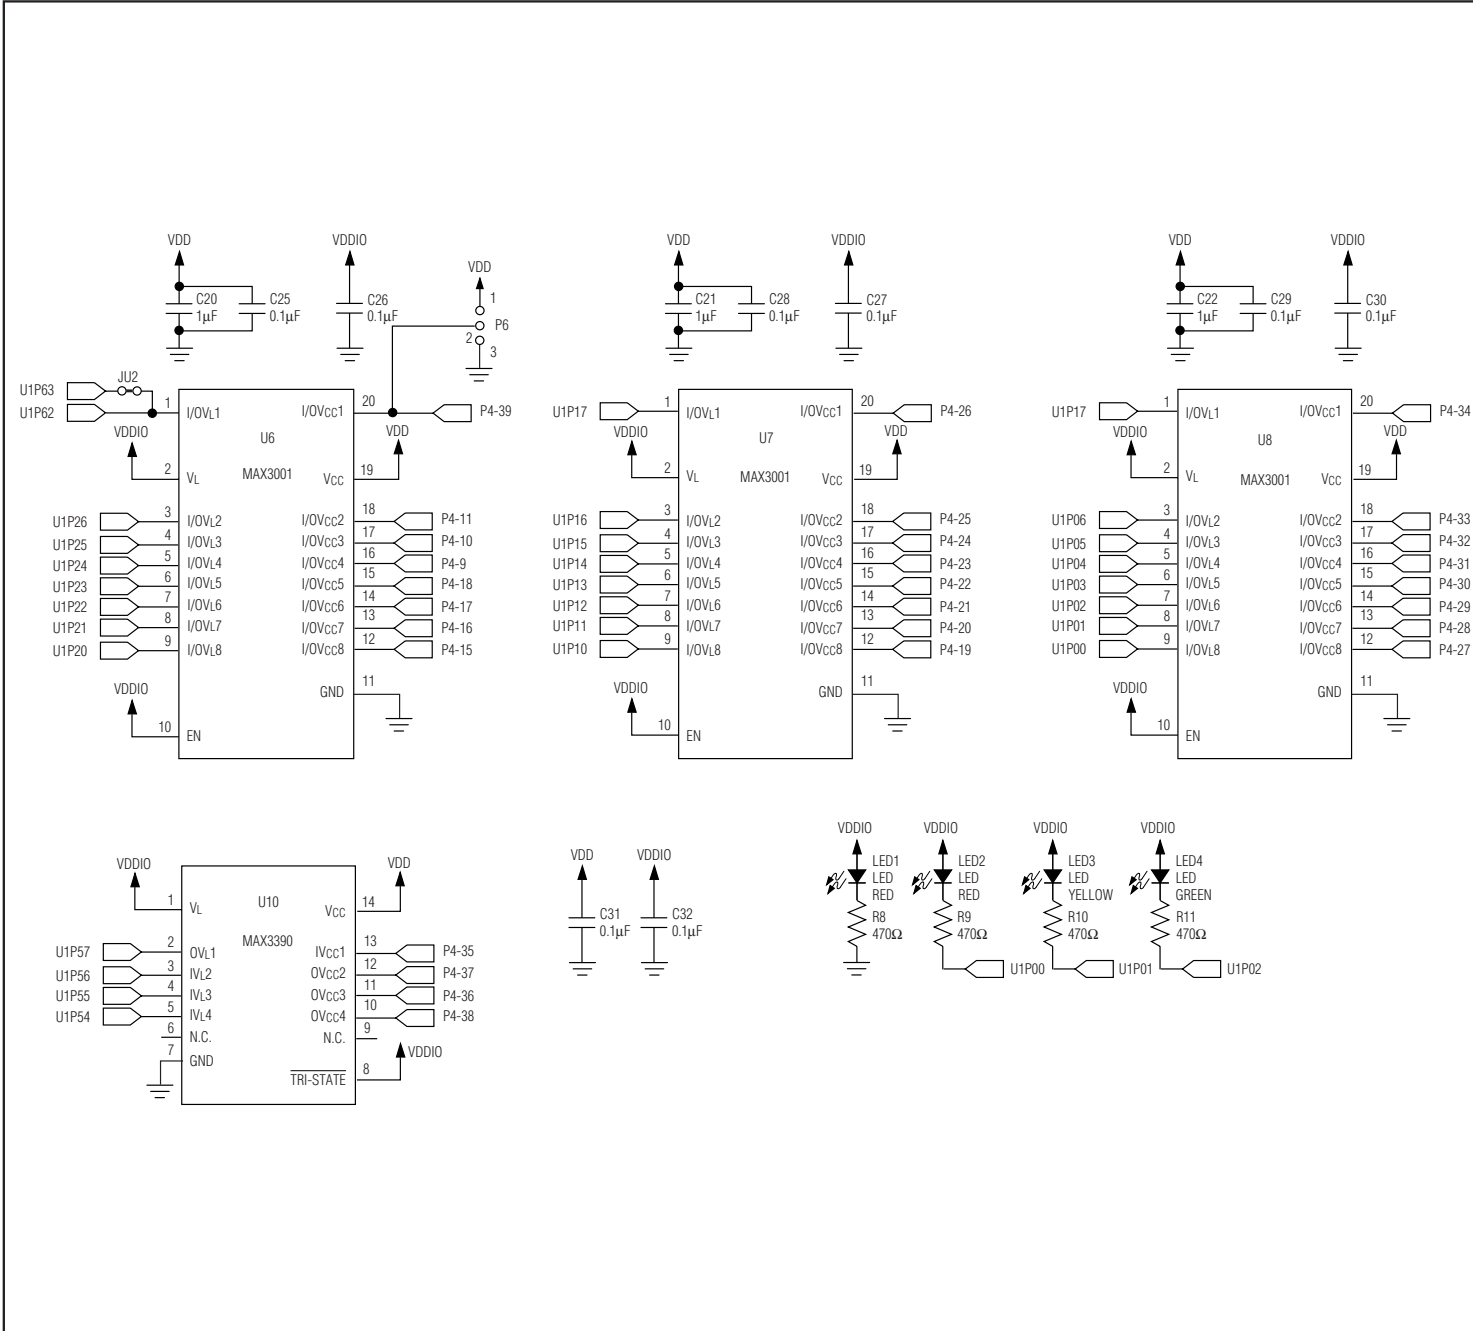 VDD
C20
1µF
C25
0.1µF
VDDIO
C26
0.1µF
VDD
1
P6
2
3
U1P63
JU2
U1P62
1
I/OVL1
I/OVCC1
20
P4-39
VDDIO
U6
VDD
2
VL
MAX3001
VCC
19
U1P26
3
I/OVL2
I/OVCC2
18
P4-11
U1P25
4
I/OVL3
I/OVCC3
17
P4-10
U1P24
5
I/OVL4
I/OVCC4
16
P4-9
U1P23
6
I/OVL5
I/OVCC5
15
P4-18
U1P22
7
I/OVL6
I/OVCC6
14
P4-17
U1P21
8
I/OVL7
I/OVCC7
13
P4-16
U1P20
9
I/OVL8
I/OVCC8
12
P4-15
VDDIO
GND
11
10
EN
VDD
C21
1µF
C28
0.1µF
VDDIO
C27
0.1µF
U1P17
1
I/OVL1
I/OVCC1
20
P4-26
VDDIO
U7
VDD
2
VL
MAX3001
VCC
19
U1P16
3
I/OVL2
I/OVCC2
18
P4-25
U1P15
4
I/OVL3
I/OVCC3
17
P4-24
U1P14
5
I/OVL4
I/OVCC4
16
P4-23
U1P13
6
I/OVL5
I/OVCC5
15
P4-22
U1P12
7
I/OVL6
I/OVCC6
14
P4-21
U1P11
8
I/OVL7
I/OVCC7
13
P4-20
U1P10
9
I/OVL8
I/OVCC8
12
P4-19
VDDIO
GND
11
10
EN
VDD
C22
1µF
C29
0.1µF
VDDIO
C30
0.1µF
U1P17
1
I/OVL1
I/OVCC1
20
P4-34
VDDIO
U8
VDD
2
VL
MAX3001
VCC
19
U1P06
3
I/OVL2
I/OVCC2
18
P4-33
U1P05
4
I/OVL3
I/OVCC3
17
P4-32
U1P04
5
I/OVL4
I/OVCC4
16
P4-31
U1P03
6
I/OVL5
I/OVCC5
15
P4-30
U1P02
7
I/OVL6
I/OVCC6
14
P4-29
U1P01
8
I/OVL7
I/OVCC7
13
P4-28
U1P00
9
I/OVL8
I/OVCC8
12
P4-27
VDDIO
GND
11
10
EN
VDDIO
U10
VDD
1
VL
VCC
14
MAX3390
U1P57
2
OVL1
IVCC1
13
P4-35
U1P56
3
IVL2
OVCC2
12
P4-37
U1P55
4
IVL3
OVCC3
11
P4-36
U1P54
5
IVL4
OVCC4
10
P4-38
6
N.C.
N.C.
9
7
GND
VDDIO
TRI-STATE
8
VDD
C31
0.1µF
VDDIO
C32
0.1µF
VDDIO
LED1
LED
RED
R8
470Ω
VDDIO
LED2
LED
RED
R9
470Ω
U1P00
VDDIO
LED3
LED
YELLOW
R10
470Ω
U1P01
VDDIO
LED4
LED
GREEN
R11
470Ω
U1P02